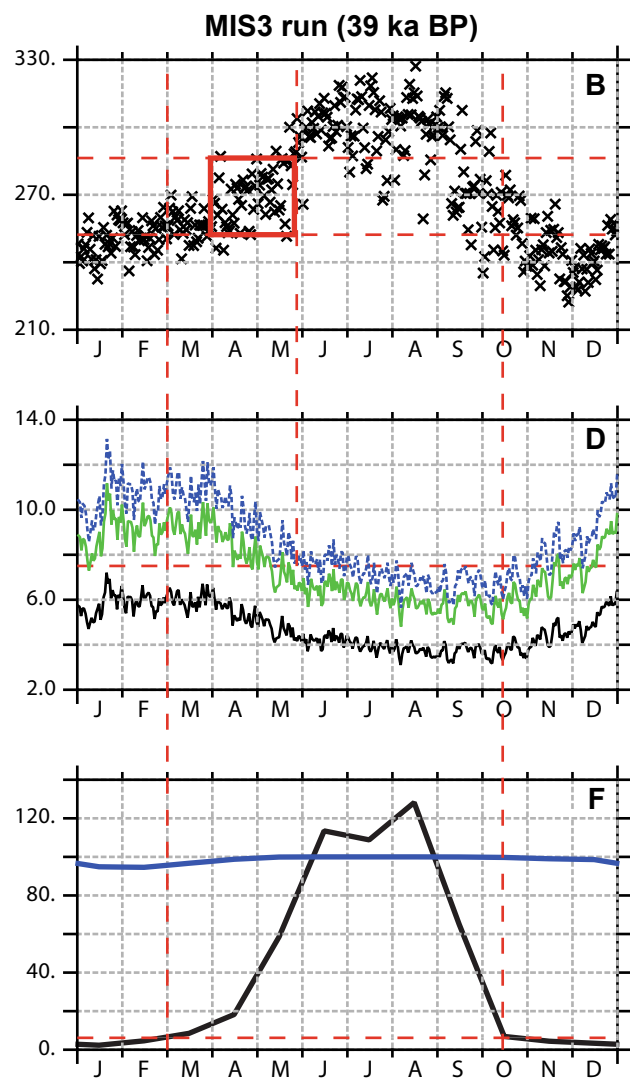 MIS3 run (39 ka BP)
330.
B
270.
210.
J F M A M J J A S O N D
14.0
D
10.0
6.0
2.0
J F M A M J J A S O N D
F
120.
80.
40.
0.
J F M A M J J A S O N D